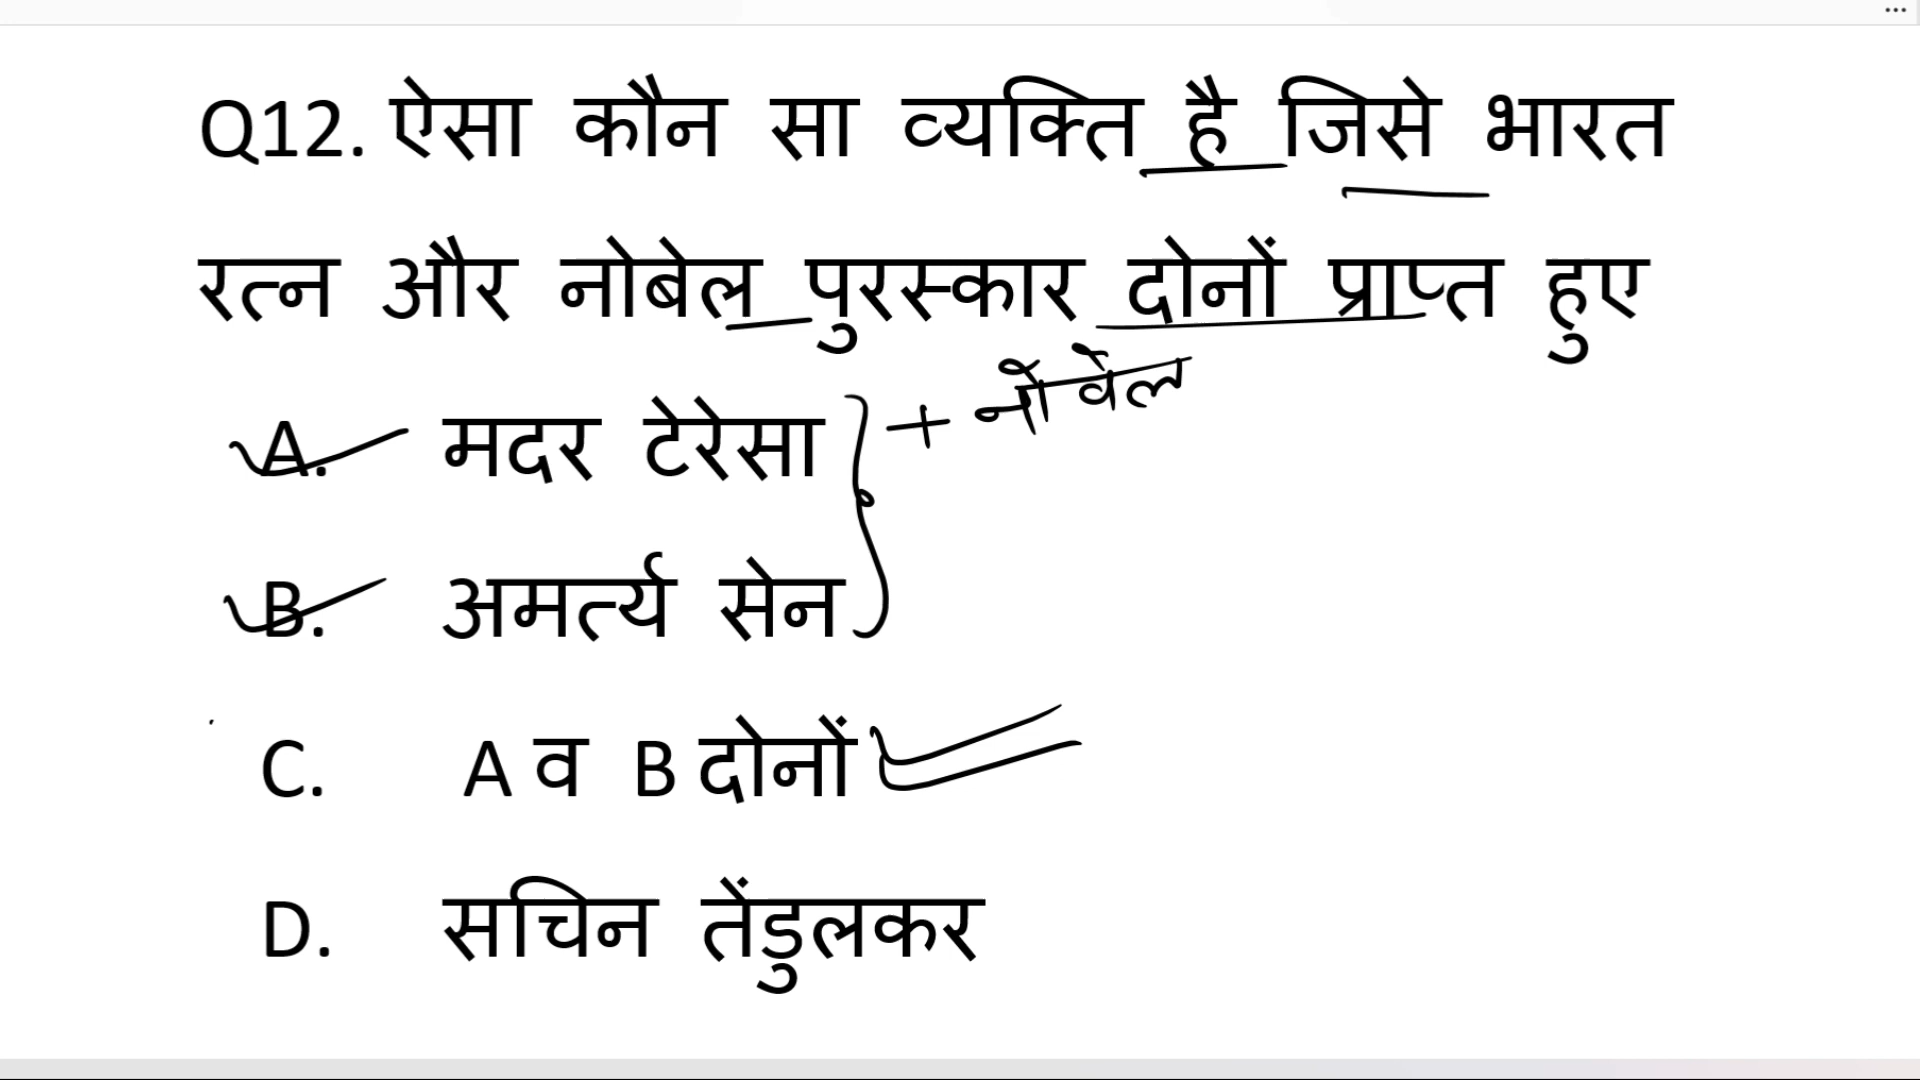 Q12. ऐसा कौन सा व्यक्ति है जिसे भारत
रत्न और नोबेल पुरस्कार दोनों प्राप्त हुए
A. मदर टेरेसा + नोवेल
B. अमर्त्य सेन
C. A व B दोनों
D. सचिन तेंडुलकर